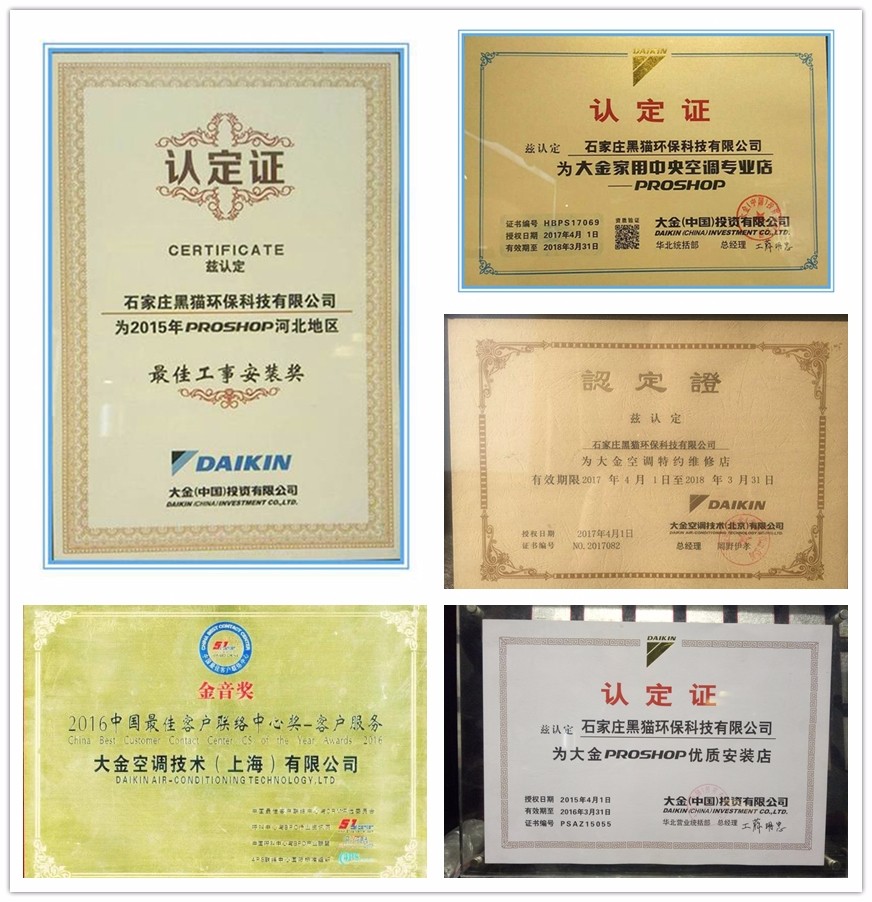 认定证
CERTIFICATE
兹认定
石家庄黑猫环保科技有限公司
为2015年PROSHOP河北地区
最佳工事安装奖
DAIKIN
大金(中国)投资有限公司
DAIKIN (CHINA) INVESTMENT CO.,LTD.
DAIKIN
认定证
兹认定 石家庄黑猫环保科技有限公司
为大金家用中央空调专业店
——PROSHOP
证书编号 HBPS17069
授权日期 2017年4月 1日
有效期至 2018年3月31日
资质验证
大金(中国)投资有限公司
DAIKIN (CHINA) INVESTMENT CO.,LTD.
华北统括部 总经理
認定證
兹认定
石家庄黑猫环保科技有限公司
为大金空调特约维修店
有效期限2017 年 4 月 1日至2018 年 3 月 31日
DAIKIN
大金空调技术(北京)有限公司
DAIKIN AIR-CONDITIONING TECHNOLOGY (BEIJING),LTD.
授权日期 2017年4月1日
证书编号 NO.2017082
总经理
CHINA BEST CONTACT CENTER
金音奖
2016中国最佳客户联络中心奖-客户服务
China Best Customer Contact Center CS of the Year Awards 2016
大金空调技术(上海)有限公司
DAIKIN AIR-CONDITIONING TECHNOLOGY.LTD
DAIKIN
认定证
兹认定 石家庄黑猫环保科技有限公司
为大金PROSHOP优质安装店
授权日期 2015年4月1日
有效期至 2016年3月31日
证书编号 PSAZ15055
大金(中国)投资有限公司
DAIKIN (CHINA) INVESTMENT CO.,LTD.
华北营业统括部 总经理